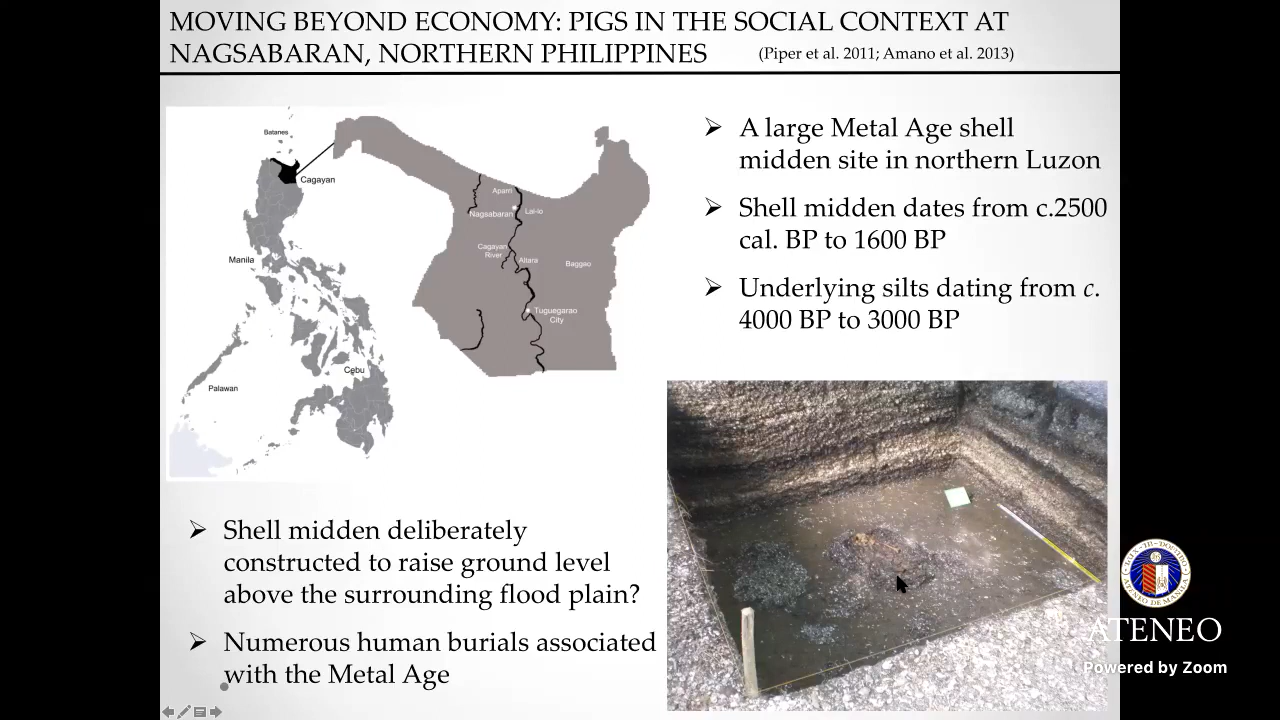 MOVING BEYOND ECONOMY: PIGS IN THE SOCIAL CONTEXT AT
NAGSABARAN, NORTHERN PHILIPPINES (Piper et al. 2011; Amano et al. 2013)
Batanes
Cagayan
Manila
Palawan
Cebu
Aparri
Nagsabaran
Lal-lo
Cagayan
River
Baggao
Tuguegarao
City
➢ A large Metal Age shell
midden site in northern Luzon
➢ Shell midden dates from c.2500
cal. BP to 1600 BP
➢ Underlying silts dating from c.
4000 BP to 3000 BP
➢ Shell midden deliberately
constructed to raise ground level
above the surrounding flood plain?
➢ Numerous human burials associated
with the Metal Age
ATENEO
Powered by Zoom